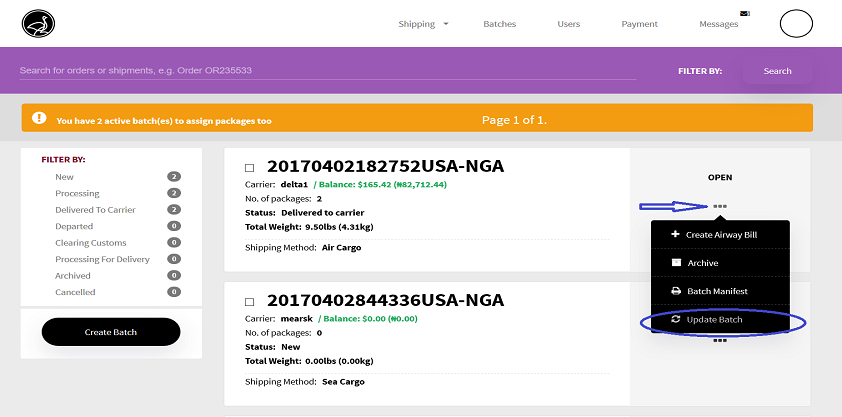 Shipping
Batches
Users
Payment
Messages
Search for orders or shipments, e.g. Order OR235533
FILTER BY:
Search
You have 2 active batch(es) to assign packages too
Page 1 of 1.
FILTER BY:
New 2
Processing 2
Delivered To Carrier 2
Departed 0
Clearing Customs 0
Processing For Delivery 0
Archived 0
Cancelled 0
Create Batch
20170402182752USA-NGA
Carrier: delta1 / Balance: $165.42 (₦82,712.44)
No. of packages: 2
Status: Delivered to carrier
Total Weight: 9.50lbs (4.31kg)
Shipping Method: Air Cargo
OPEN
Create Airway Bill
Archive
Batch Manifest
Update Batch
20170402844336USA-NGA
Carrier: mearsk / Balance: $0.00 (₦0.00)
No. of packages: 0
Status: New
Total Weight: 0.00lbs (0.00kg)
Shipping Method: Sea Cargo